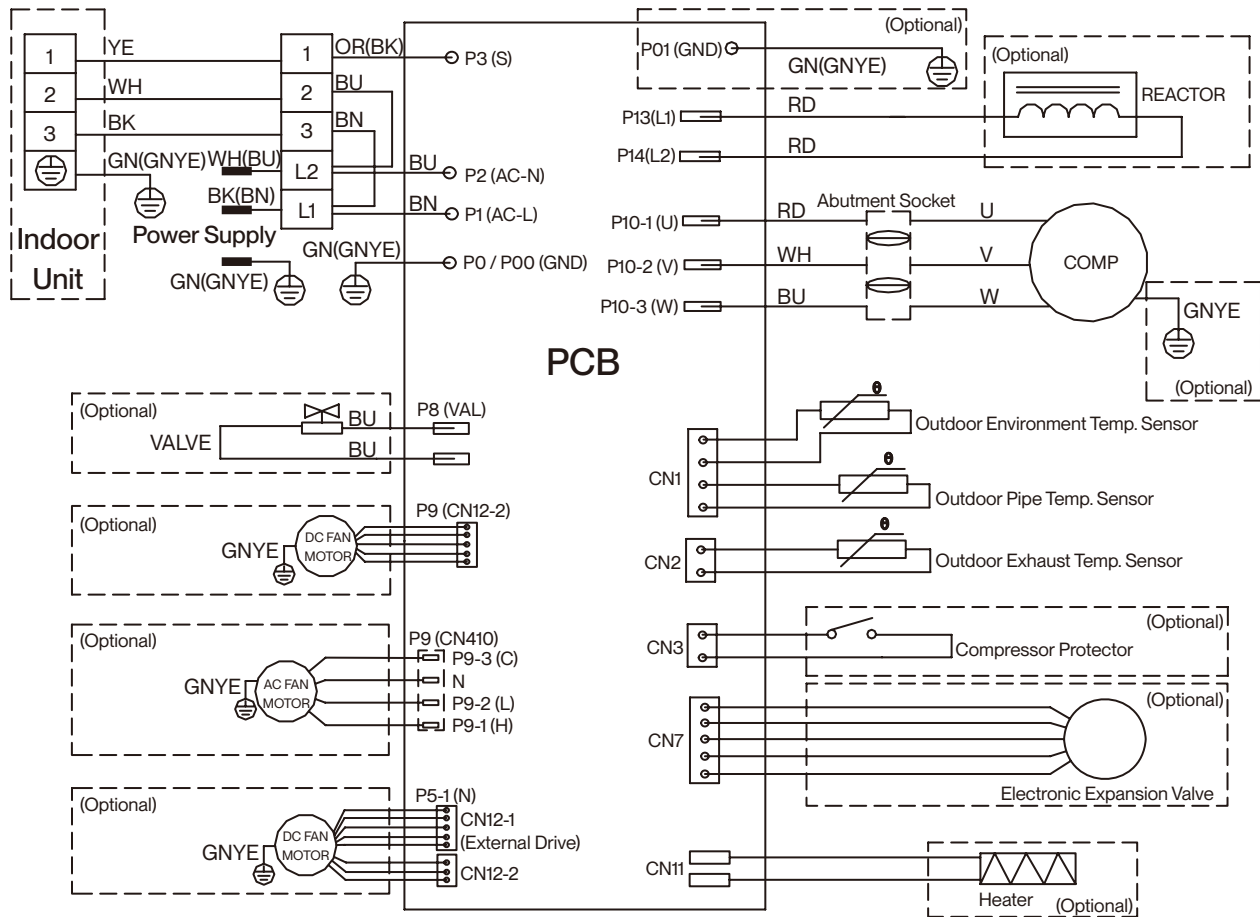 1
YE
1
OR(BK)
P3 (S)
2
WH
2
BU
3
BK
3
BN
GN(GNYE)
WH(BU)
L2
BU
P2 (AC-N)
BK(BN)
L1
BN
P1 (AC-L)
Indoor
Unit
Power Supply
GN(GNYE)
GN(GNYE)
P0 / P00 (GND)
(Optional)
P01 (GND)
GN(GNYE)
(Optional)
REACTOR
P13(L1)
RD
P14(L2)
RD
Abutment Socket
P10-1 (U)
RD
U
P10-2 (V)
WH
V
COMP
P10-3 (W)
BU
W
GNYE
(Optional)
PCB
(Optional)
VALVE
BU
BU
P8 (VAL)
(Optional)
GNYE
DC FAN
MOTOR
P9 (CN12-2)
(Optional)
GNYE
AC FAN
MOTOR
P9 (CN410)
P9-3 (C)
N
P9-2 (L)
P9-1 (H)
(Optional)
GNYE
DC FAN
MOTOR
P5-1 (N)
CN12-1
(External Drive)
CN12-2
CN1
θ
Outdoor Environment Temp. Sensor
θ
Outdoor Pipe Temp. Sensor
CN2
θ
Outdoor Exhaust Temp. Sensor
CN3
(Optional)
Compressor Protector
CN7
(Optional)
Electronic Expansion Valve
CN11
Heater
(Optional)